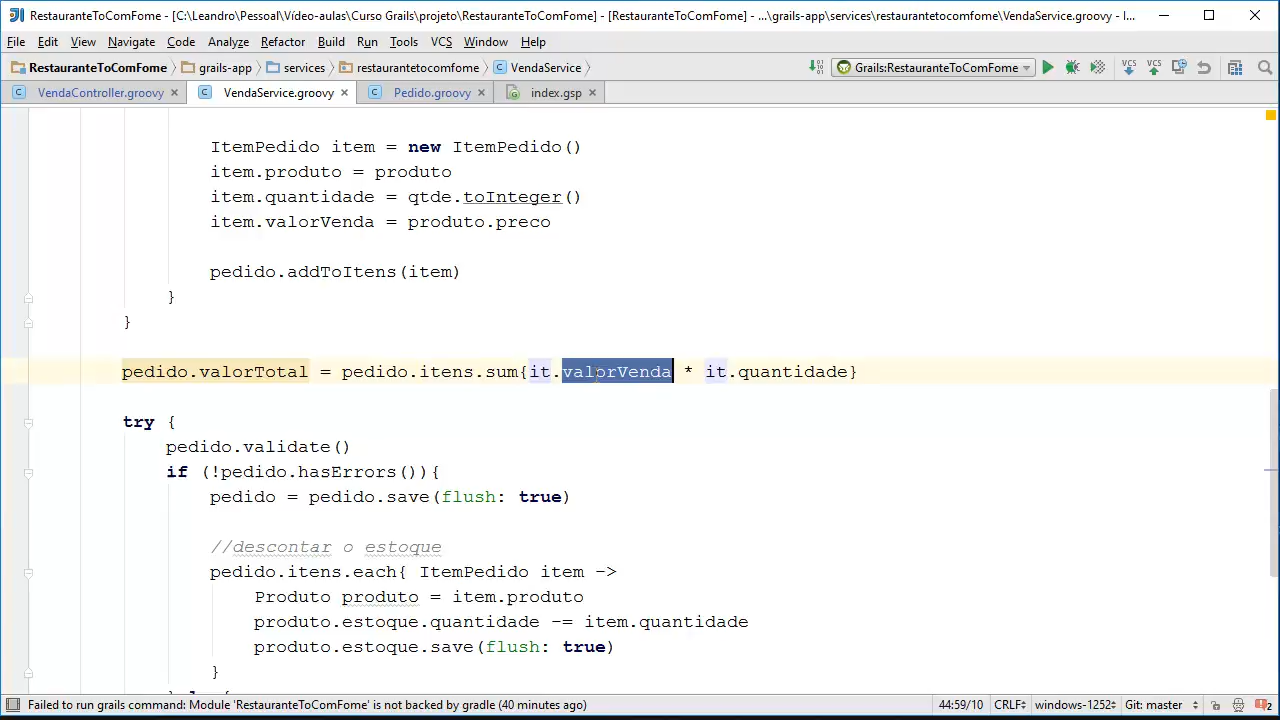 RestauranteToComFome - [C:\Leandro\Pessoal\Vídeo-aulas\Curso Grails\projeto\RestauranteToComFome] - [RestauranteToComFome] - ...\grails-app\services\restaurantetocomfome\VendaService.groovy - I...
File Edit View Navigate Code Analyze Refactor Build Run Tools VCS Window Help
RestauranteToComFome grails-app services restaurantetocomfome VendaService Grails:RestauranteToComFome VCS VCS
VendaController.groovy VendaService.groovy Pedido.groovy index.gsp
ItemPedido item = new ItemPedido()
item.produto = produto
item.quantidade = qtde.toInteger()
item.valorVenda = produto.preco
pedido.addToItens(item)
}
}
pedido.valorTotal = pedido.itens.sum{it.valorVenda * it.quantidade}
try {
pedido.validate()
if (!pedido.hasErrors()){
pedido = pedido.save(flush: true)
//descontar o estoque
pedido.itens.each{ ItemPedido item ->
Produto produto = item.produto
produto.estoque.quantidade -= item.quantidade
produto.estoque.save(flush: true)
}
Failed to run grails command: Module 'RestauranteToComFome' is not backed by gradle (40 minutes ago) 44:59/10 CRLF windows-1252 Git: master 2